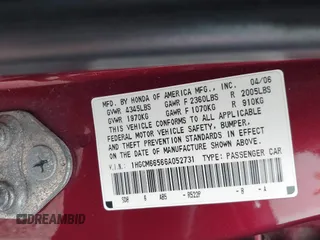 MFD. BY HONDA OF AMERICA MFG., INC. 04/06
GVWR 4345LBS GAWR F 2360LBS R 2005LBS
GVWR 1970KG GAWR F 1070KG R 910KG
THIS VEHICLE CONFORMS TO ALL APPLICABLE
FEDERAL MOTOR VEHICLE SAFETY, BUMPER,
AND THEFT PREVENTION STANDARDS IN EFFECT ON
THE DATE OF MANUFACTURE SHOWN ABOVE.
V.I.N. 1HGCM66566A052731 TYPE: PASSENGER CAR
ABS R522P B A
DREAMBID